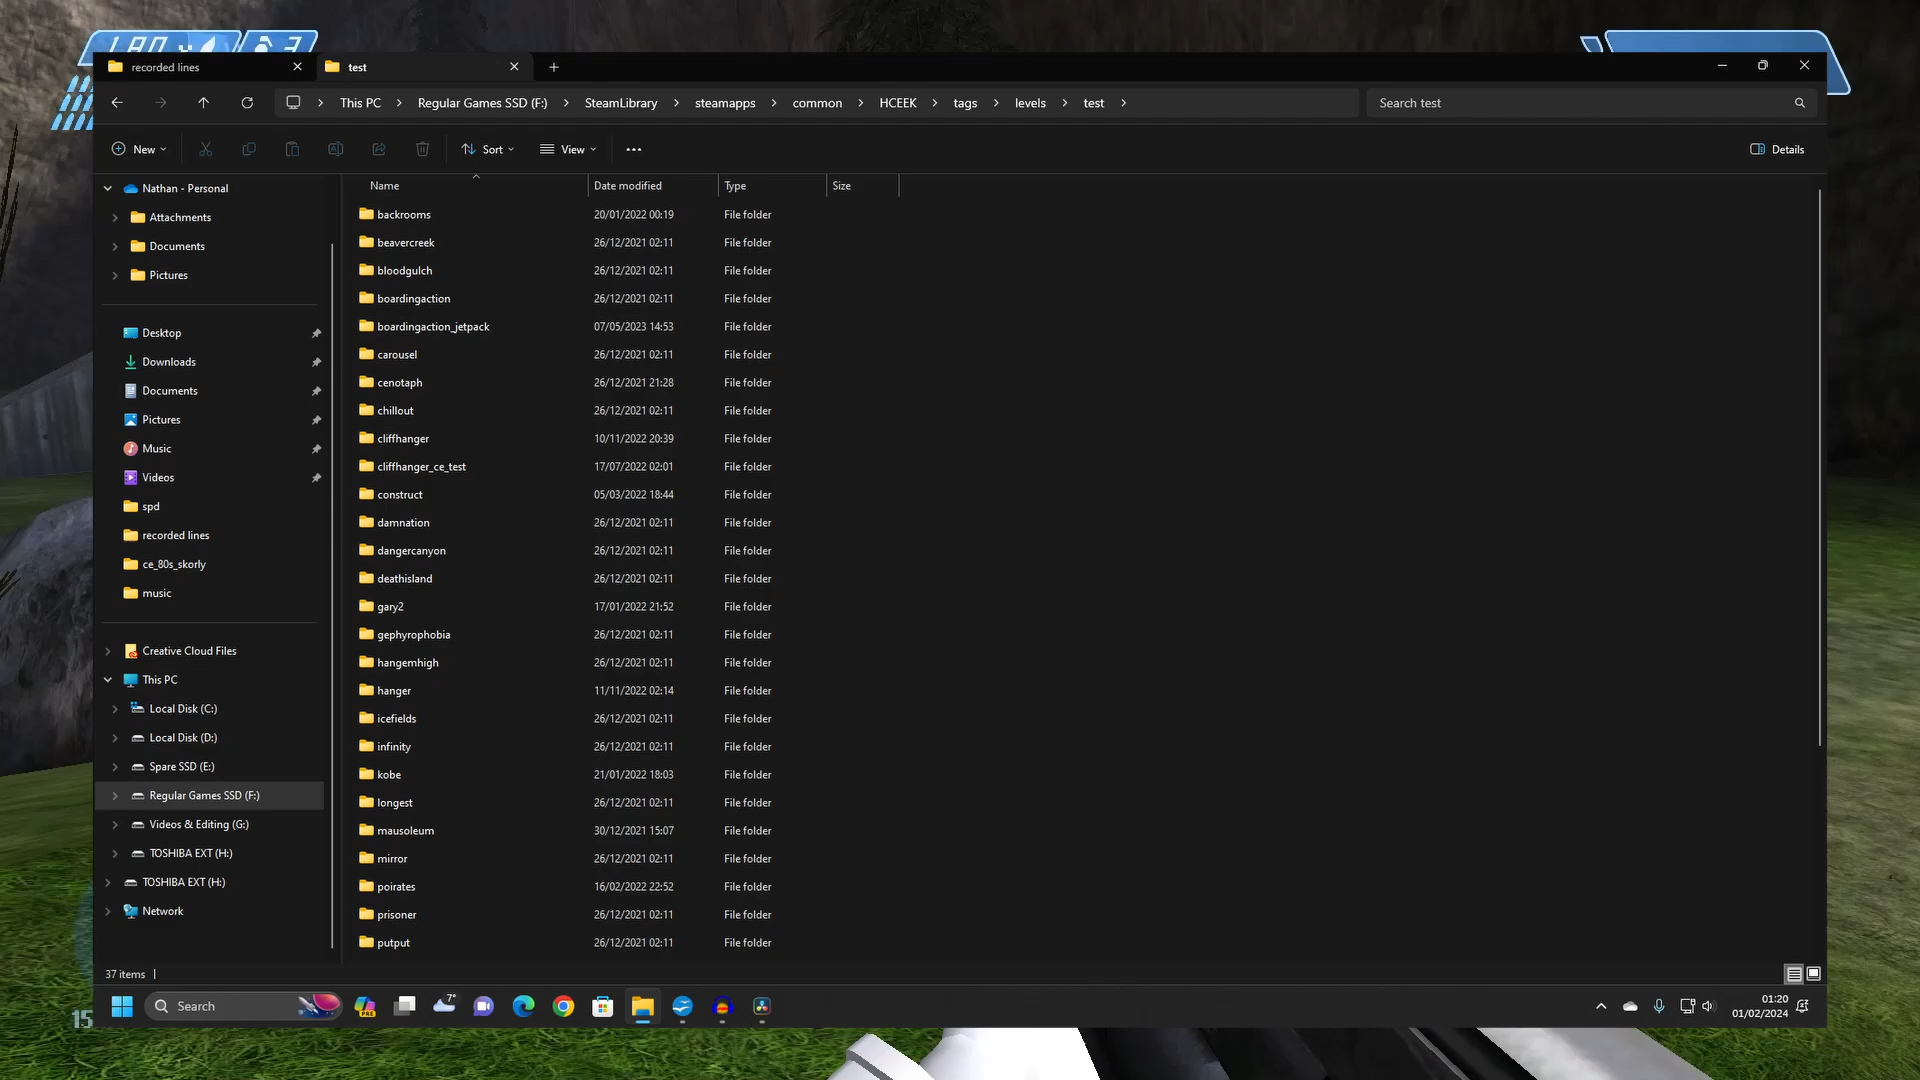 recorded lines
test
This PC
Regular Games SSD (F:)
SteamLibrary
steamapps
common
HCEEK
tags
levels
test
Search test
New
Sort
View
Details
Nathan - Personal
Attachments
Documents
Pictures
Desktop
Downloads
Documents
Pictures
Music
Videos
spd
recorded lines
ce_80s_skorly
music
Creative Cloud Files
This PC
Local Disk (C:)
Local Disk (D:)
Spare SSD (E:)
Regular Games SSD (F:)
Videos & Editing (G:)
TOSHIBA EXT (H:)
TOSHIBA EXT (H:)
Network
Name Date modified Type Size
backrooms 20/01/2022 00:19 File folder
beavercreek 26/12/2021 02:11 File folder
bloodgulch 26/12/2021 02:11 File folder
boardingaction 26/12/2021 02:11 File folder
boardingaction_jetpack 07/05/2023 14:53 File folder
carousel 26/12/2021 02:11 File folder
cenotaph 26/12/2021 21:28 File folder
chillout 26/12/2021 02:11 File folder
cliffhanger 10/11/2022 20:39 File folder
cliffhanger_ce_test 17/07/2022 02:01 File folder
construct 05/03/2022 18:44 File folder
damnation 26/12/2021 02:11 File folder
dangercanyon 26/12/2021 02:11 File folder
deathisland 26/12/2021 02:11 File folder
gary2 17/01/2022 21:52 File folder
gephyrophobia 26/12/2021 02:11 File folder
hangemhigh 26/12/2021 02:11 File folder
hanger 11/11/2022 02:14 File folder
icefields 26/12/2021 02:11 File folder
infinity 26/12/2021 02:11 File folder
kobe 21/01/2022 18:03 File folder
longest 26/12/2021 02:11 File folder
mausoleum 30/12/2021 15:07 File folder
mirror 26/12/2021 02:11 File folder
poirates 16/02/2022 22:52 File folder
prisoner 26/12/2021 02:11 File folder
putput 26/12/2021 02:11 File folder
37 items
Search
PRE
7°
01:20
01/02/2024
15